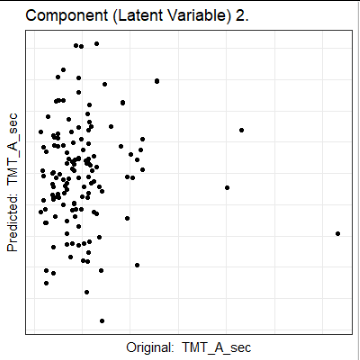 Component (Latent Variable) 2.
Predicted: TMT_A_sec
Original: TMT_A_sec